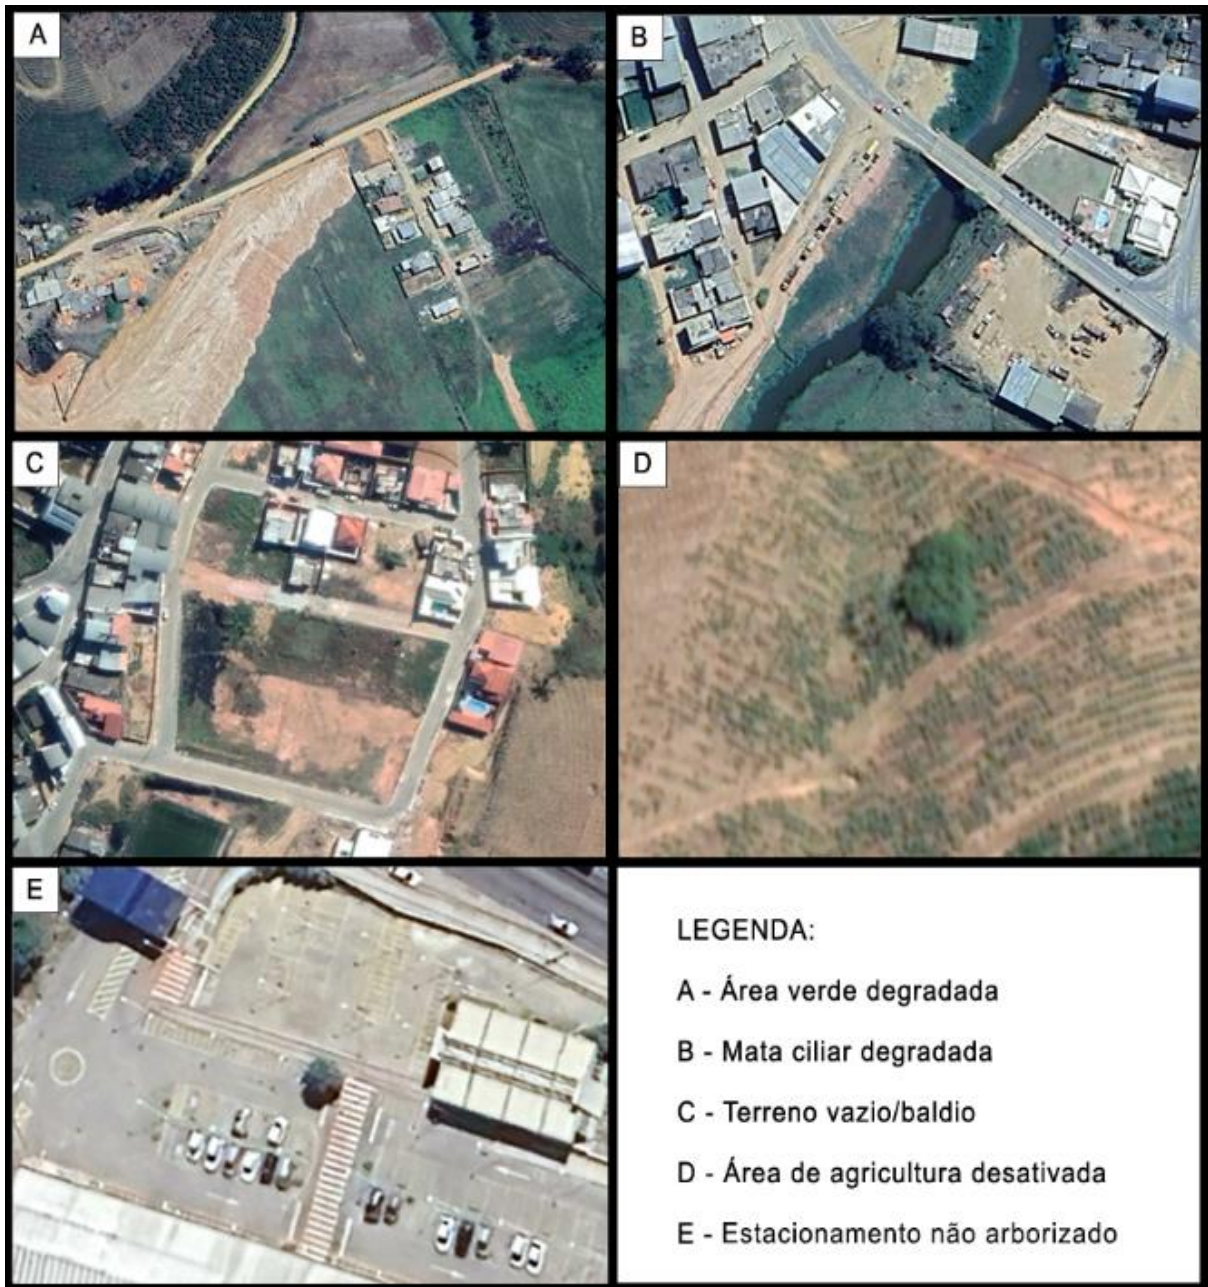 A
B
C
D
E
LEGENDA:
A - Área verde degradada
B - Mata ciliar degradada
C - Terreno vazio/baldio
D - Área de agricultura desativada
E - Estacionamento não arborizado